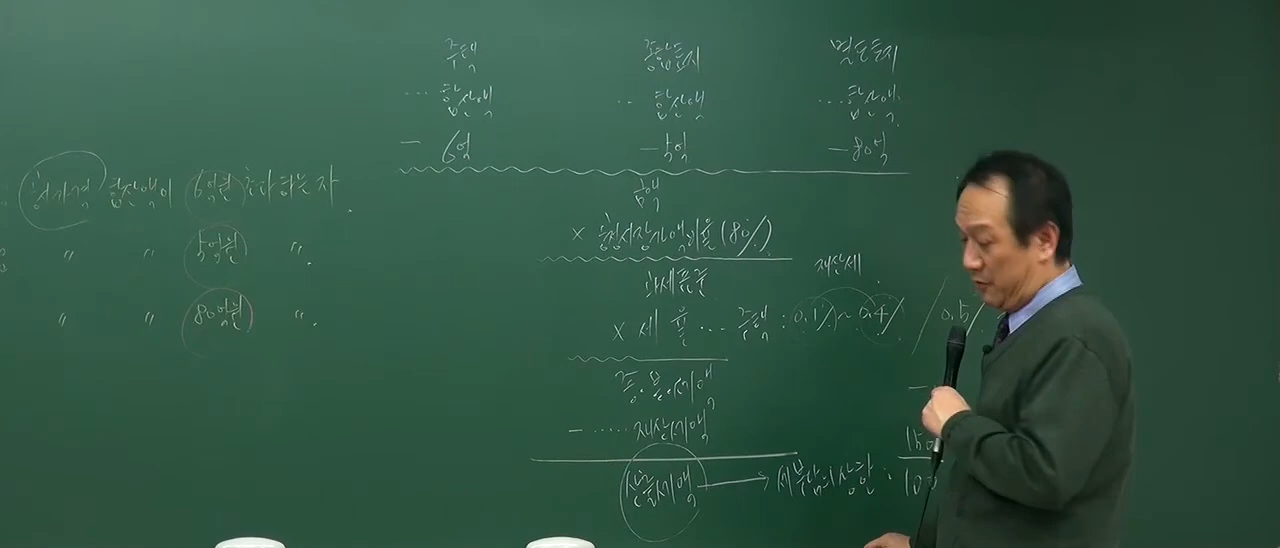 주택 종합토지 별도토지
… 합산액 … 합산액 … 합산액
- 6억 - 5억 - 80억
금액
× 공정시장가액비율 (80%)
과세표준
재산세
× 세율 … 주택 : 0.1% ~ 0.4% / 0.5%
종.부.세액
- …… 재산세액
산출세액 → 세부담의 상한 : 150
공시가격 합산액이 6억원 초과하는 자.
〃 〃 5억원 〃.
〃 〃 80억원 〃.